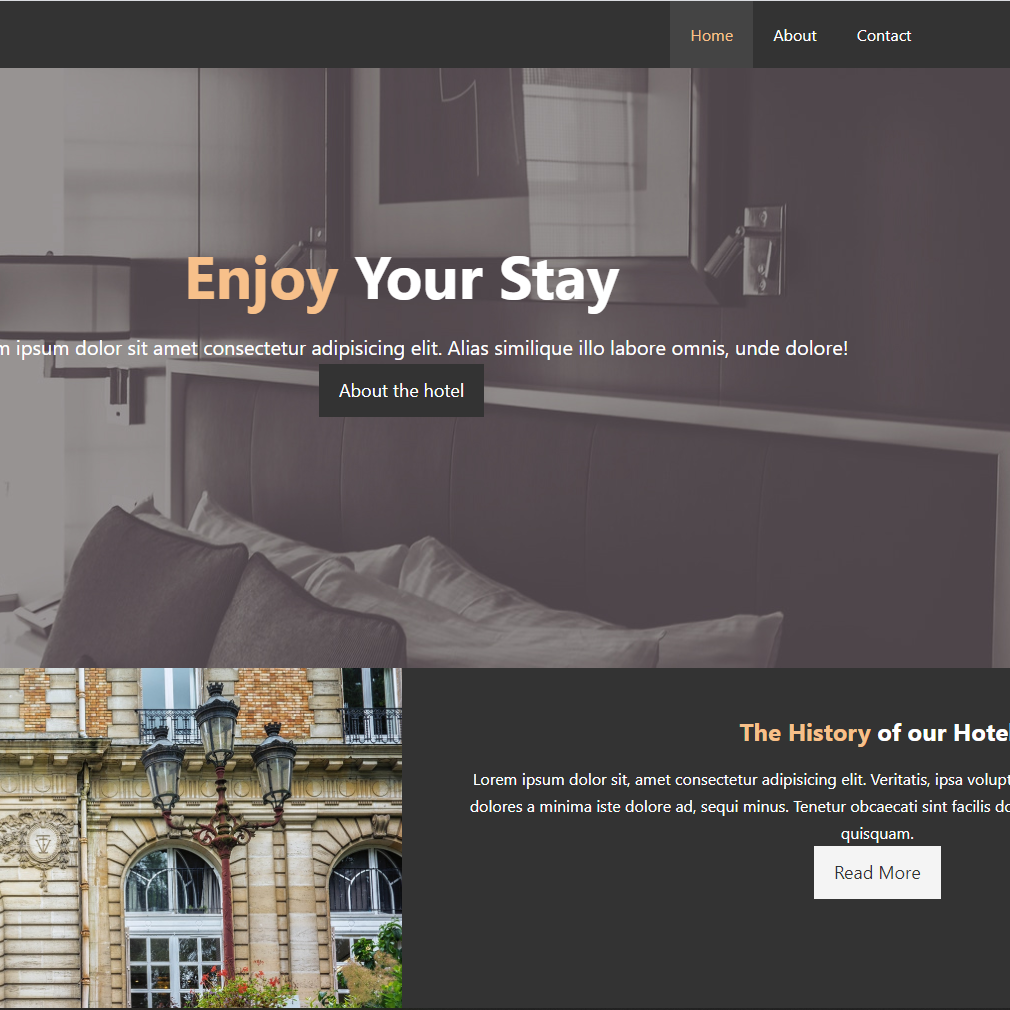 Home About Contact
Enjoy Your Stay
ipsum dolor sit amet consectetur adipisicing elit. Alias similique illo labore omnis, unde dolore!
About the hotel
The History of our Hotel
Lorem ipsum dolor sit, amet consectetur adipisicing elit. Veritatis, ipsa
dolores a minima iste dolore ad, sequi minus. Tenetur obcaecati sint facilis
quisquam.
Read More